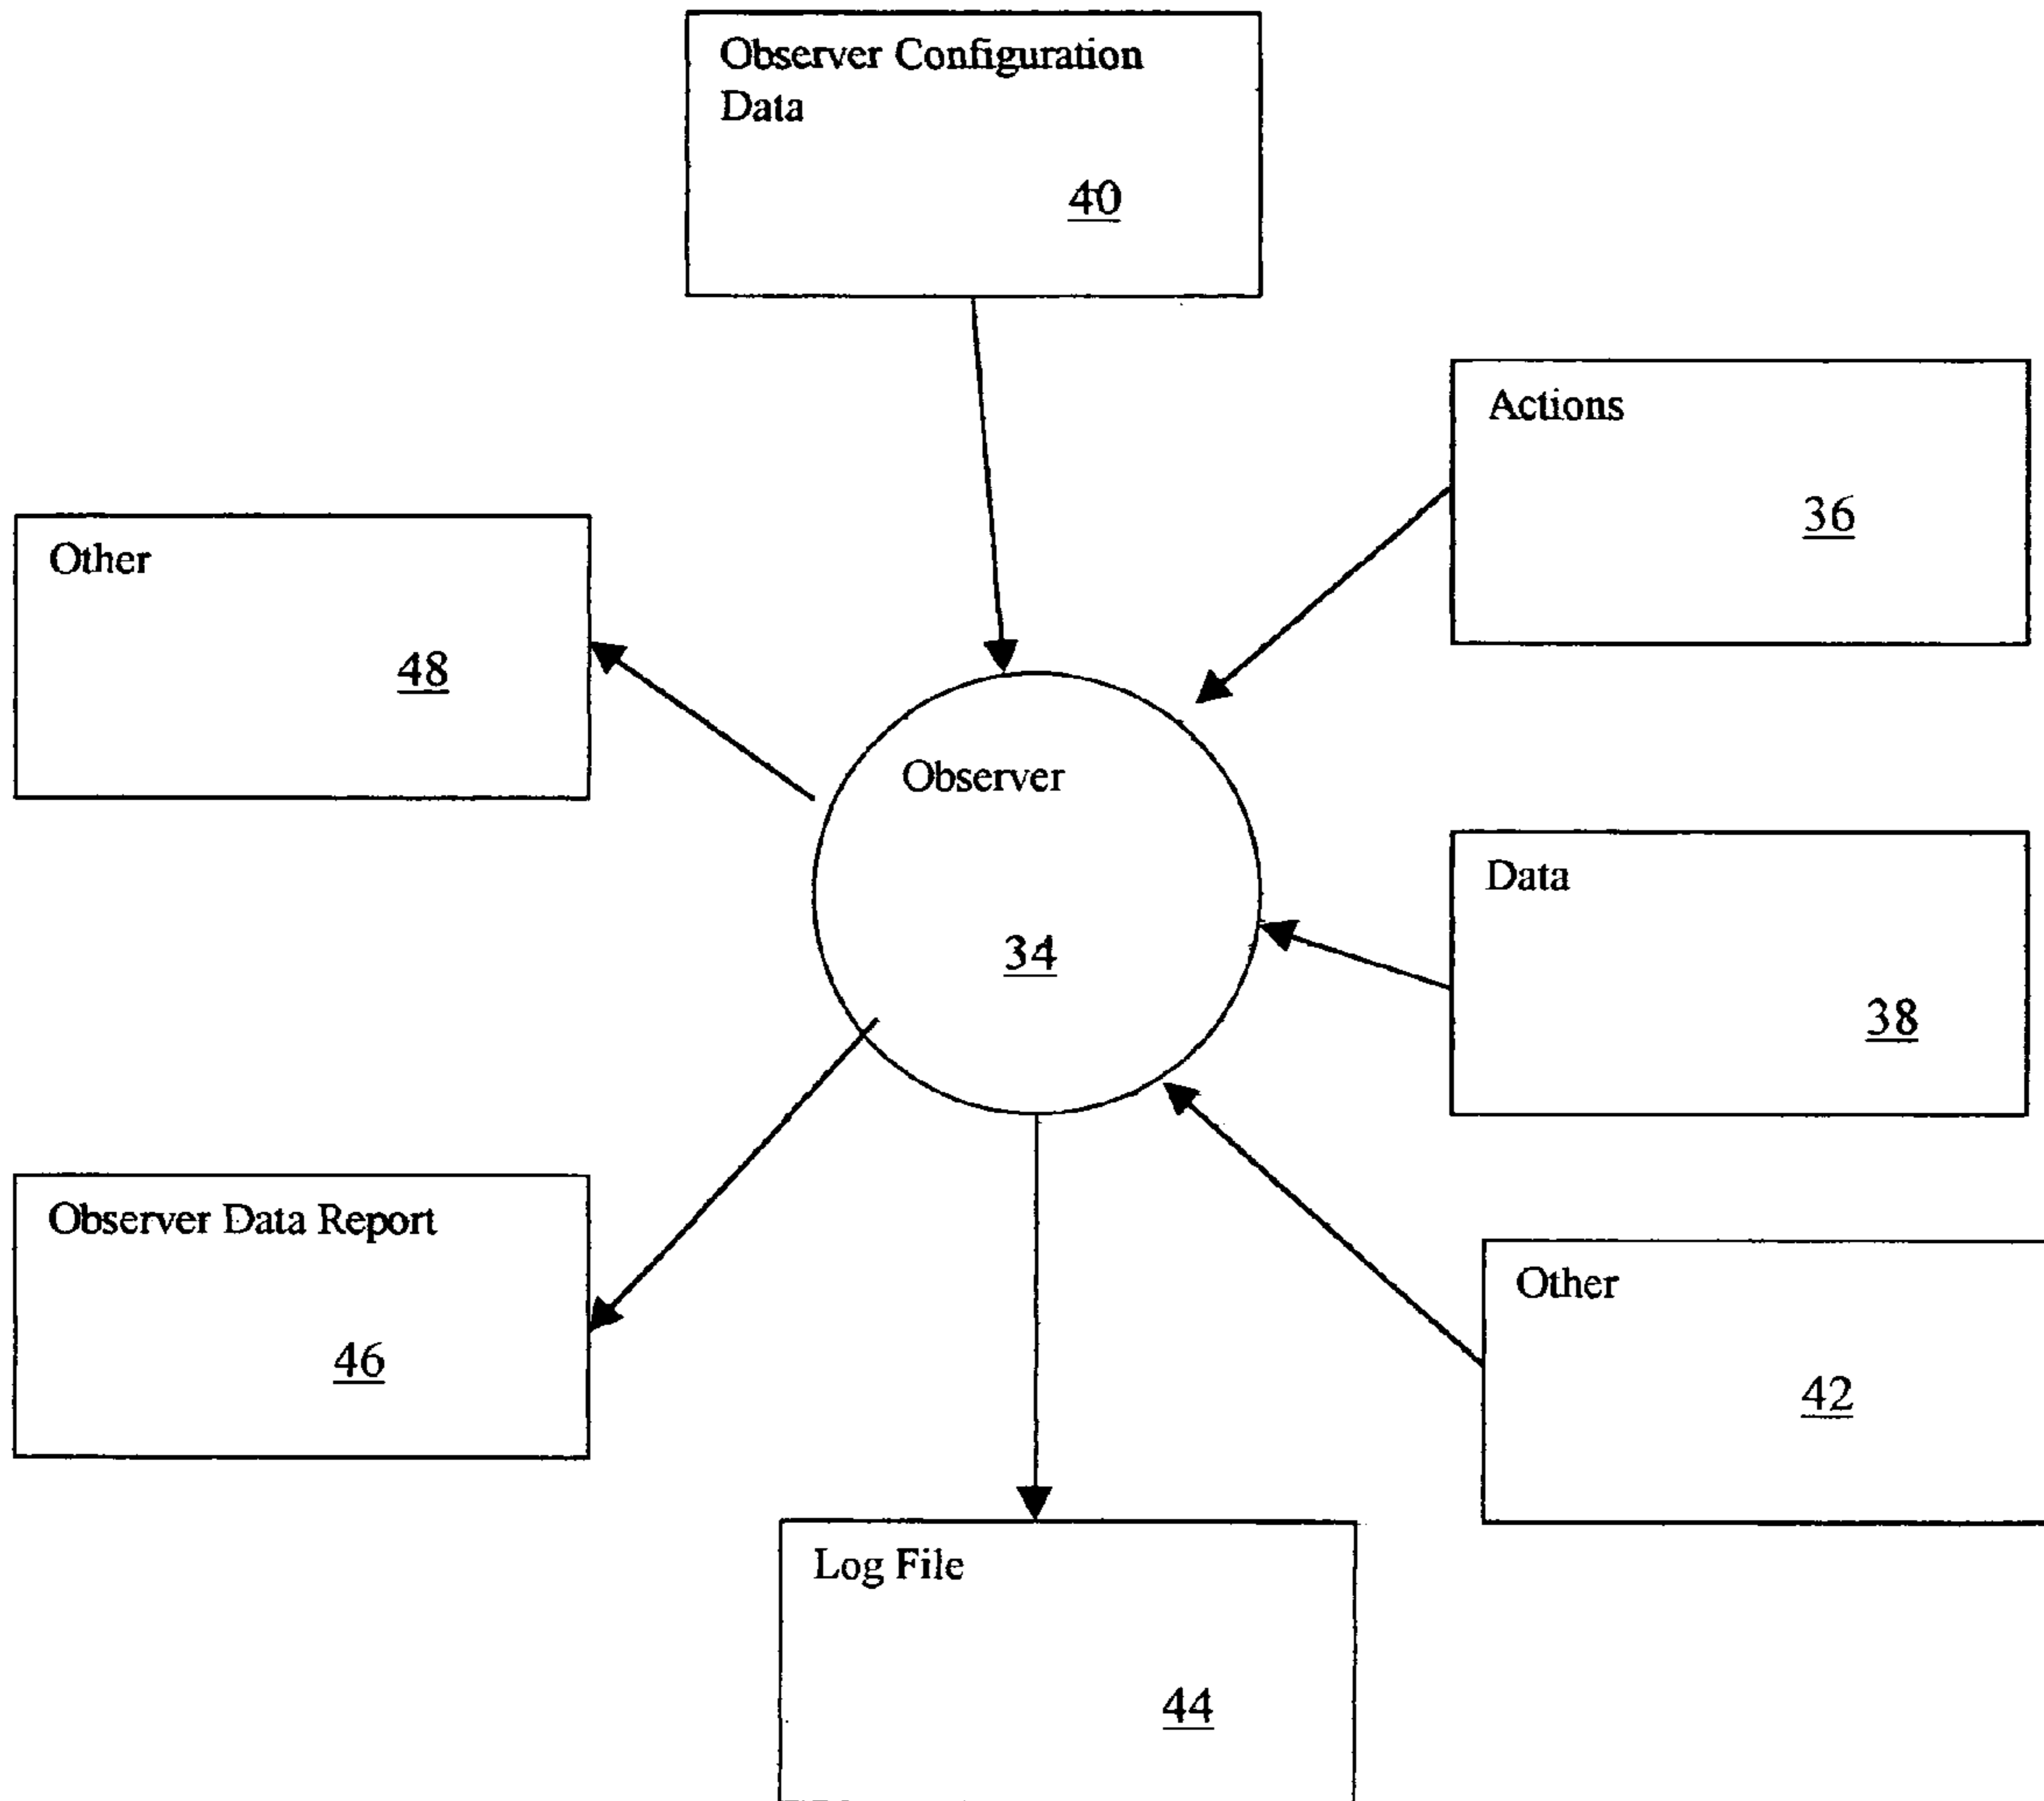 Observer Configuration
Data
40
Actions
36
Other
48
Observer
34
Data
38
Observer Data Report
46
Other
42
Log File
44